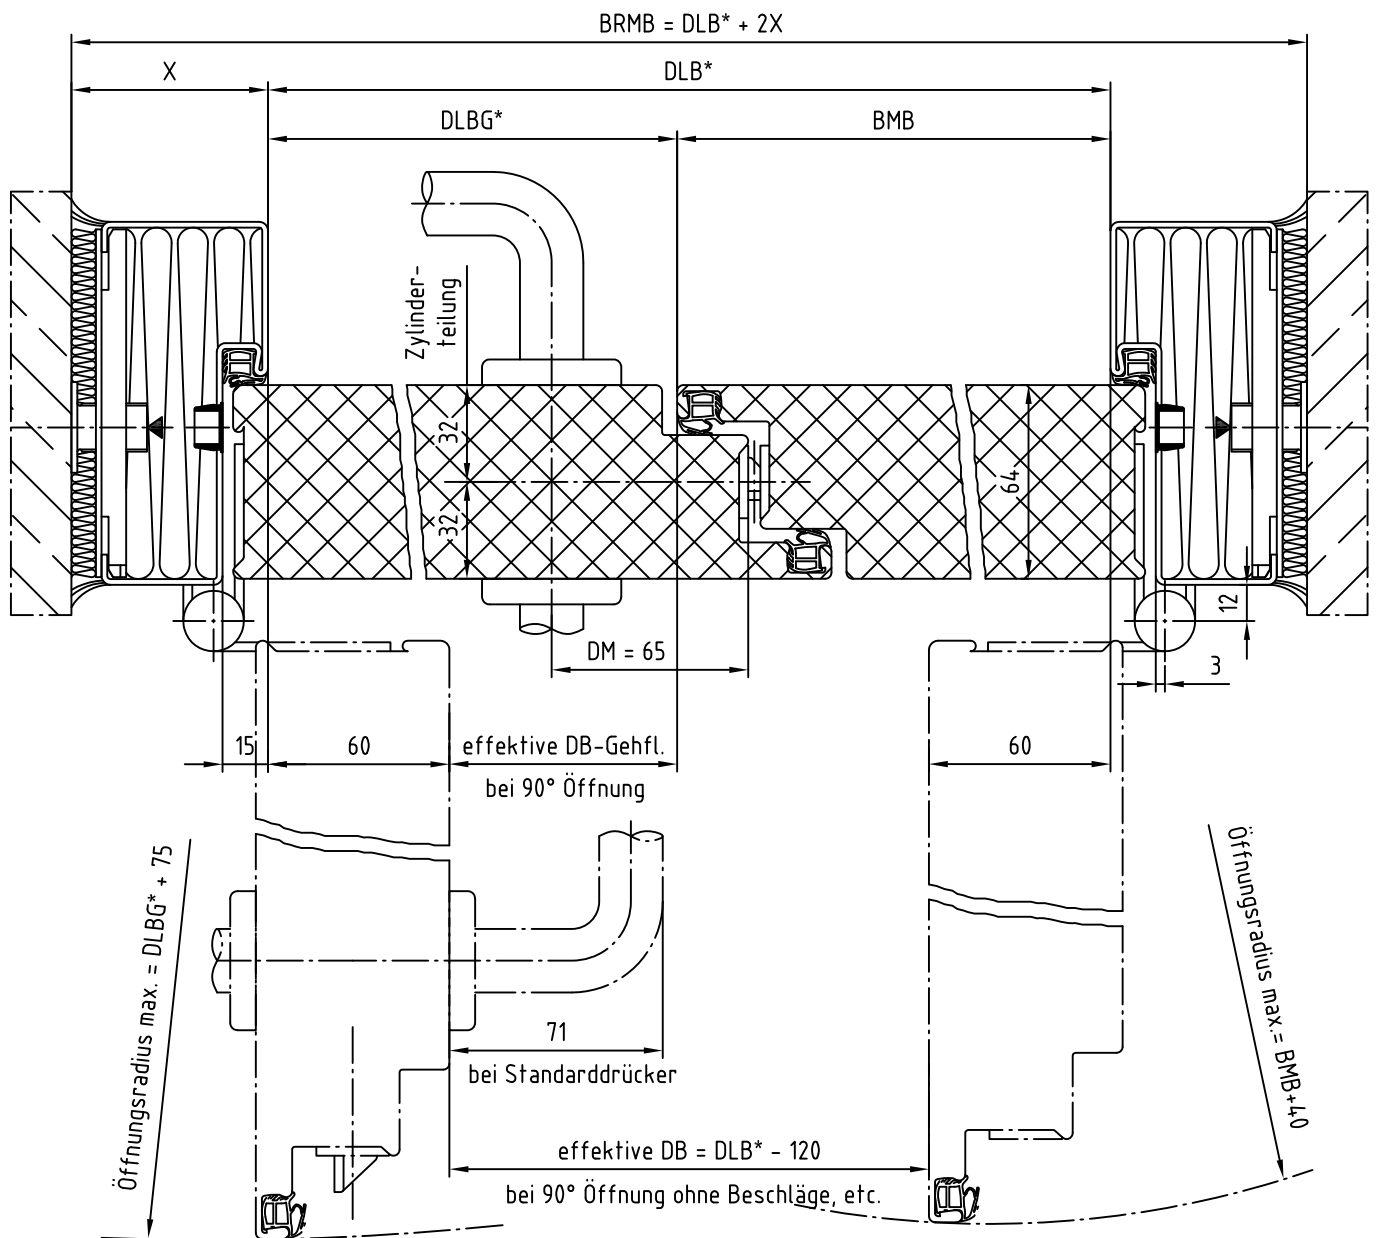 BRMB = DLB* + 2X
X
DLB*
DLBG*
BMB
Zylinder-
teilung
32
32
64
12
DM = 65
3
15
60
effektive DB-Gehfl.
bei 90° Öffnung
60
Öffnungsradius max. = DLBG* + 75
Öffnungsradius max.= BMB+40
71
bei Standarddrücker
effektive DB = DLB* - 120
bei 90° Öffnung ohne Beschläge, etc.